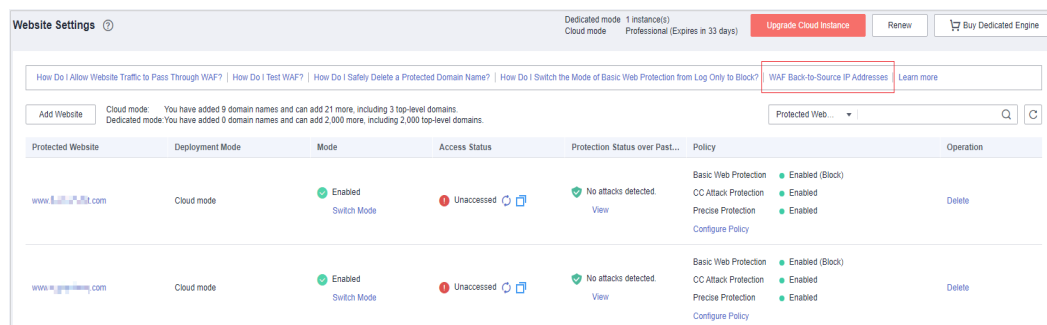 Website Settings ?
Dedicated mode 1 instance(s)
Cloud mode Professional (Expires in 33 days)
Upgrade Cloud Instance
Renew
Buy Dedicated Engine
How Do I Allow Website Traffic to Pass Through WAF? | How Do I Test WAF? | How Do I Safely Delete a Protected Domain Name? | How Do I Switch the Mode of Basic Web Protection from Log Only to Block? | WAF Back-to-Source IP Addresses | Learn more
Add Website
Cloud mode: You have added 9 domain names and can add 21 more, including 3 top-level domains.
Dedicated mode:You have added 0 domain names and can add 2,000 more, including 2,000 top-level domains.
Protected Web...
Protected Website Deployment Mode Mode Access Status Protection Status over Past... Policy Operation
www. t.com
Cloud mode
Enabled
Switch Mode
Unaccessed
No attacks detected.
View
Basic Web Protection Enabled (Block)
CC Attack Protection Enabled
Precise Protection Enabled
Configure Policy
Delete
www. .com
Cloud mode
Enabled
Switch Mode
Unaccessed
No attacks detected.
View
Basic Web Protection Enabled (Block)
CC Attack Protection Enabled
Precise Protection Enabled
Configure Policy
Delete